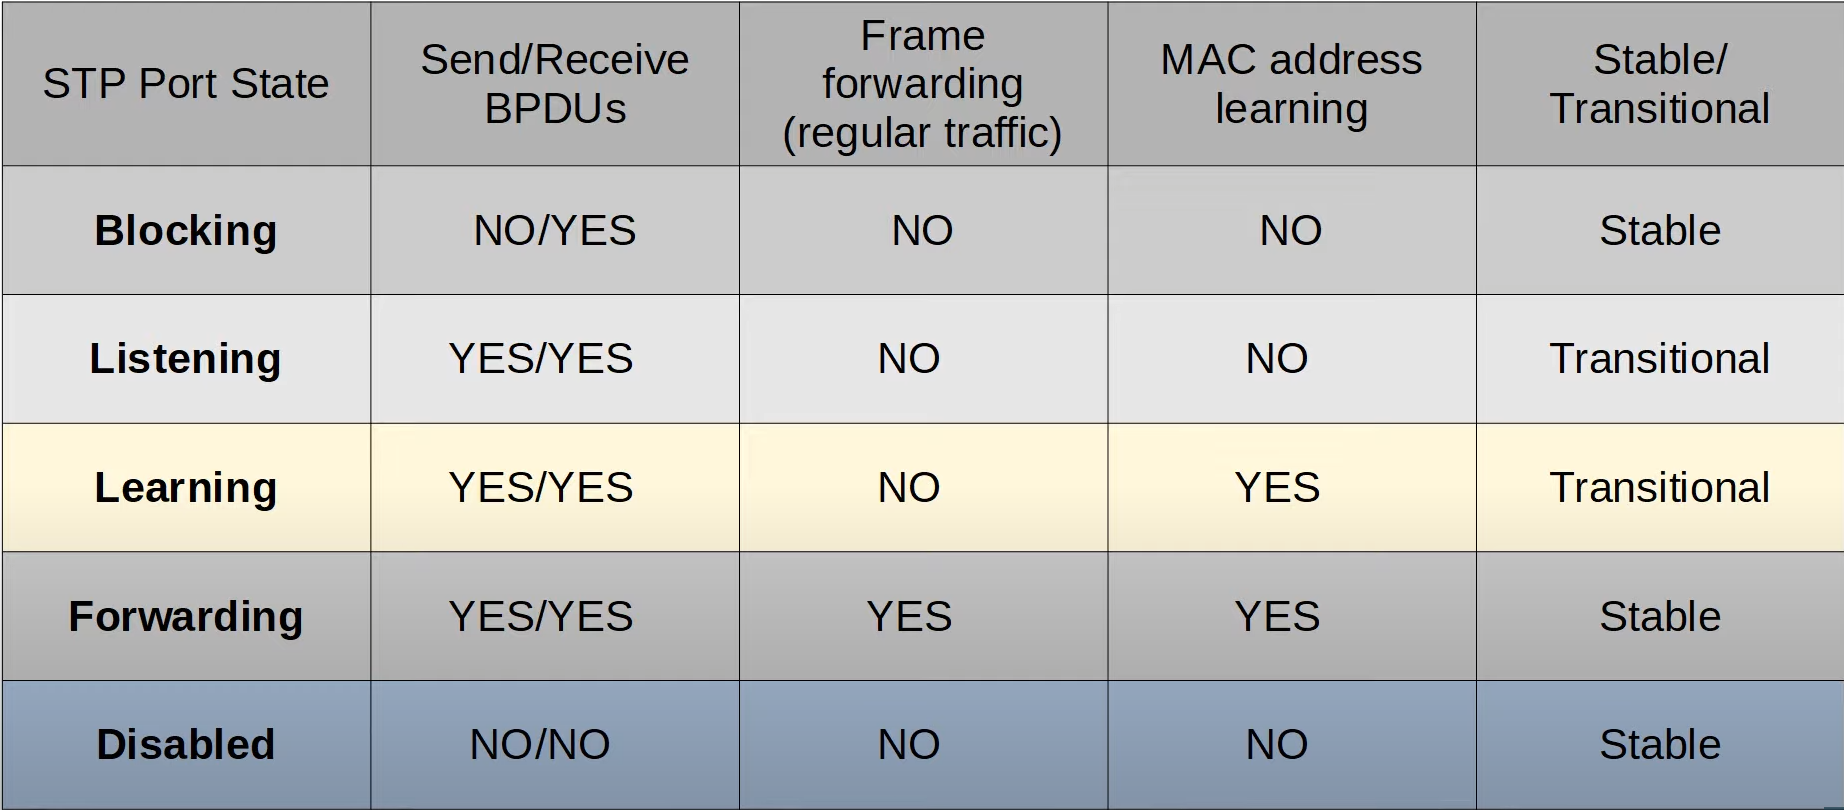 STP Port State
Send/Receive
BPDUs
Frame
forwarding
(regular traffic)
MAC address
learning
Stable/
Transitional
Blocking
NO/YES
NO
NO
Stable
Listening
YES/YES
NO
NO
Transitional
Learning
YES/YES
NO
YES
Transitional
Forwarding
YES/YES
YES
YES
Stable
Disabled
NO/NO
NO
NO
Stable